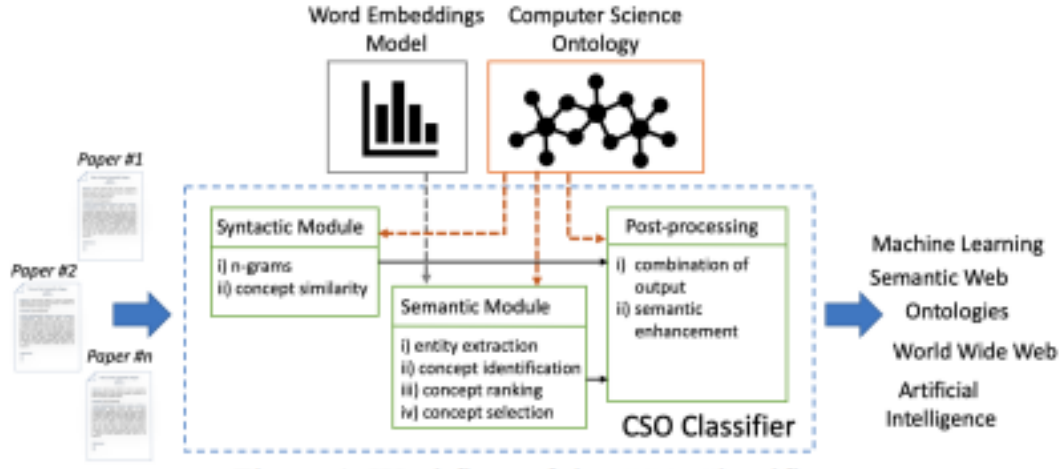 Word Embeddings
Model
Computer Science
Ontology
Paper #1
Paper #2
Paper #n
Syntactic Module
i) n-grams
ii) concept similarity
Semantic Module
i) entity extraction
ii) concept identification
iii) concept ranking
iv) concept selection
Post-processing
i) combination of
output
ii) semantic
enhancement
CSO Classifier
Machine Learning
Semantic Web
Ontologies
World Wide Web
Artificial
Intelligence